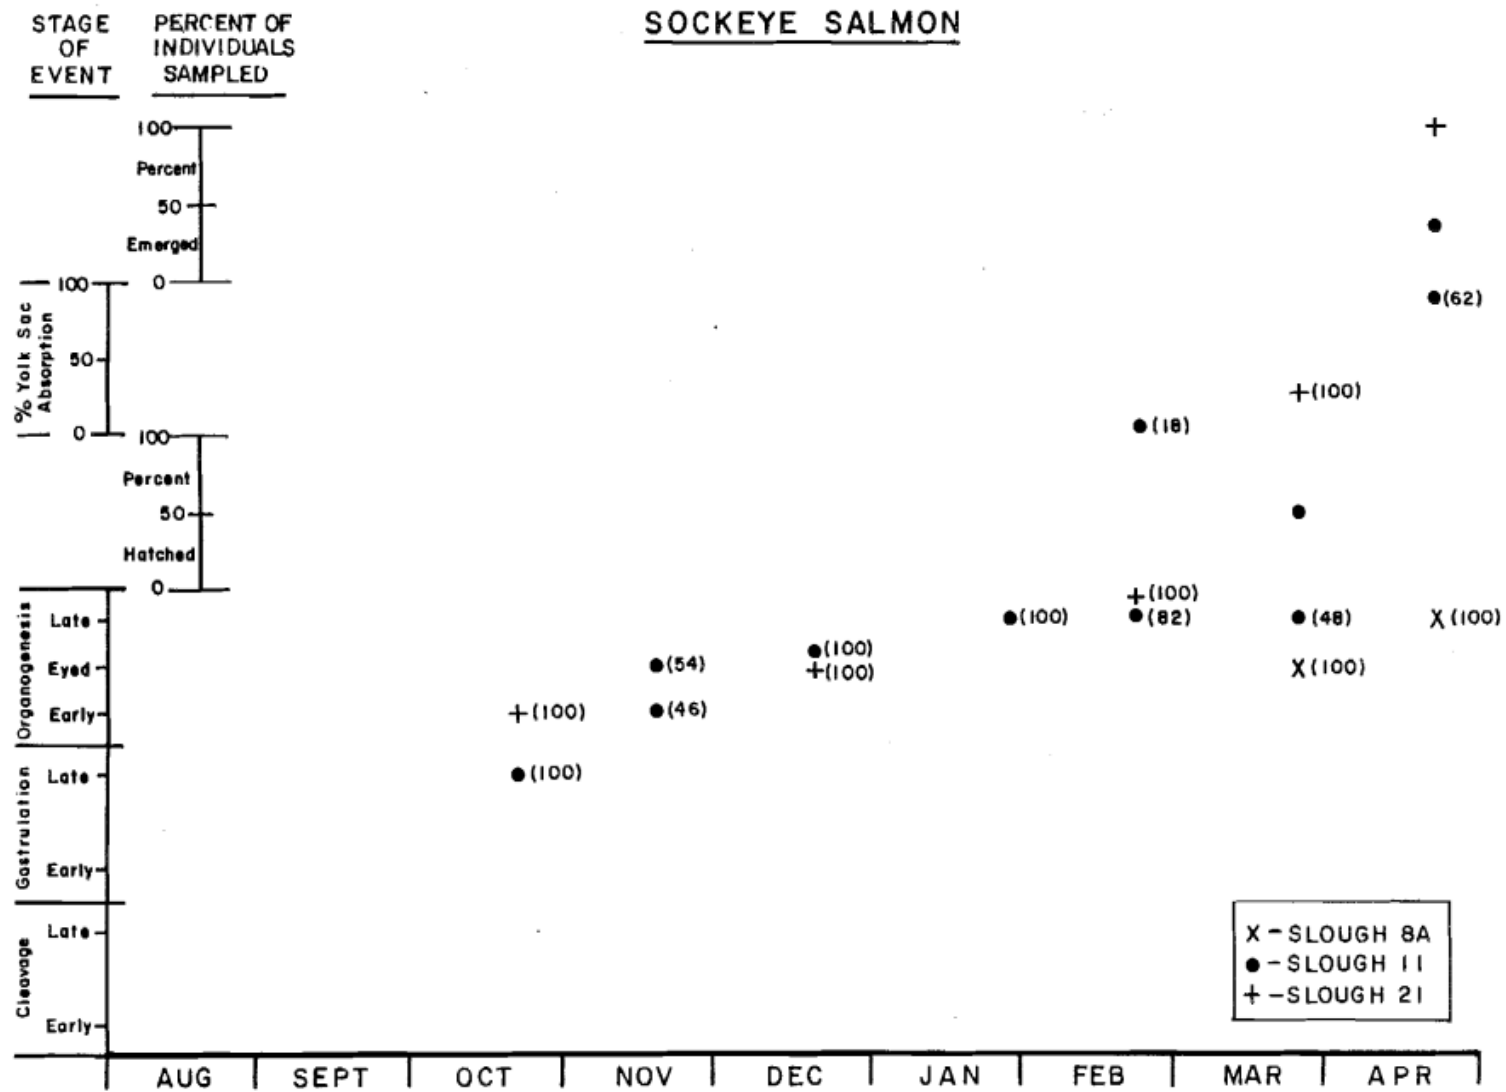 SOCKEYE SALMON
STAGE
OF
EVENT
PERCENT OF
INDIVIDUALS
SAMPLED
100
Percent
50
Emerged
0
100
% Yolk Sac
Absorption
50
0
(62)
(100)
(18)
100
Percent
50
Hatched
0
Organogenesis
Late
Eyed
Early
(100)
(100)
(82)
(48)
(100)
(54)
(100)
(100)
(100)
(100)
(46)
Gastrulation
Late
Early
(100)
Cleavage
Late
Early
X - SLOUGH 8A
● - SLOUGH 11
+ - SLOUGH 21
AUG | SEPT | OCT | NOV | DEC | JAN | FEB | MAR | APR |